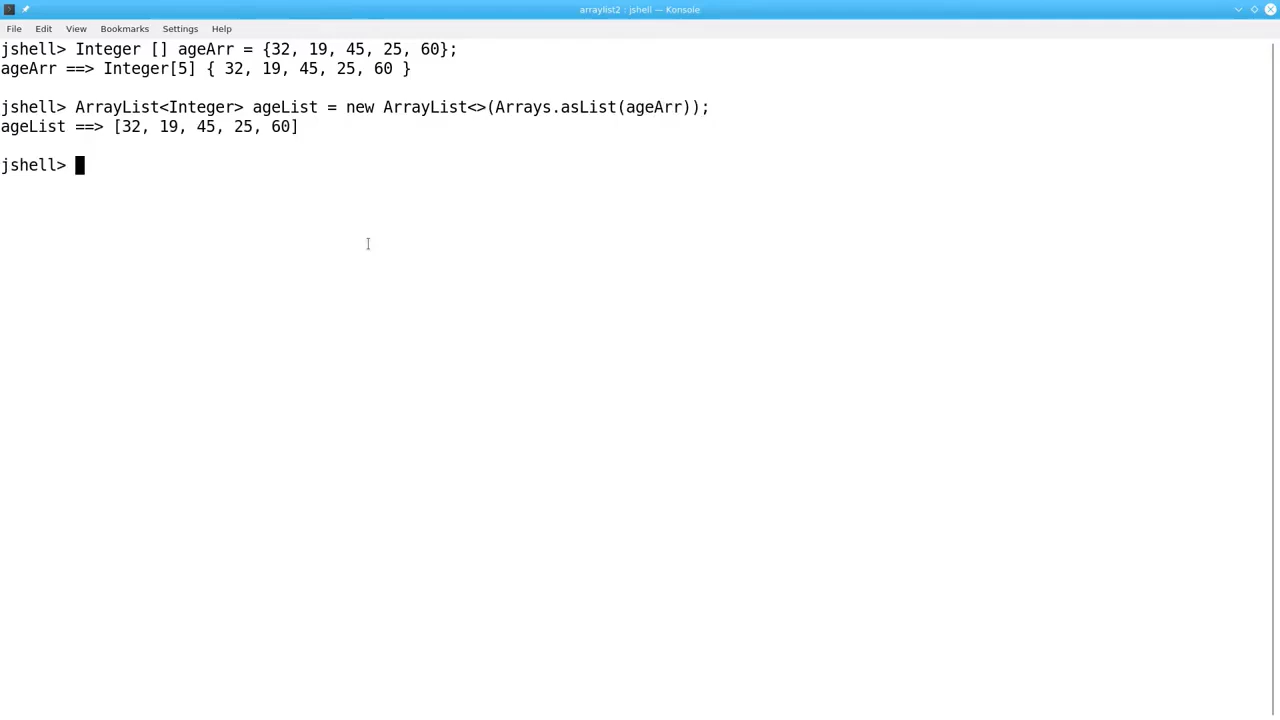 arraylist2 : jshell — Konsole
File Edit View Bookmarks Settings Help
jshell> Integer [] ageArr = {32, 19, 45, 25, 60};
ageArr ==> Integer[5] { 32, 19, 45, 25, 60 }
jshell> ArrayList<Integer> ageList = new ArrayList<>(Arrays.asList(ageArr));
ageList ==> [32, 19, 45, 25, 60]
jshell>